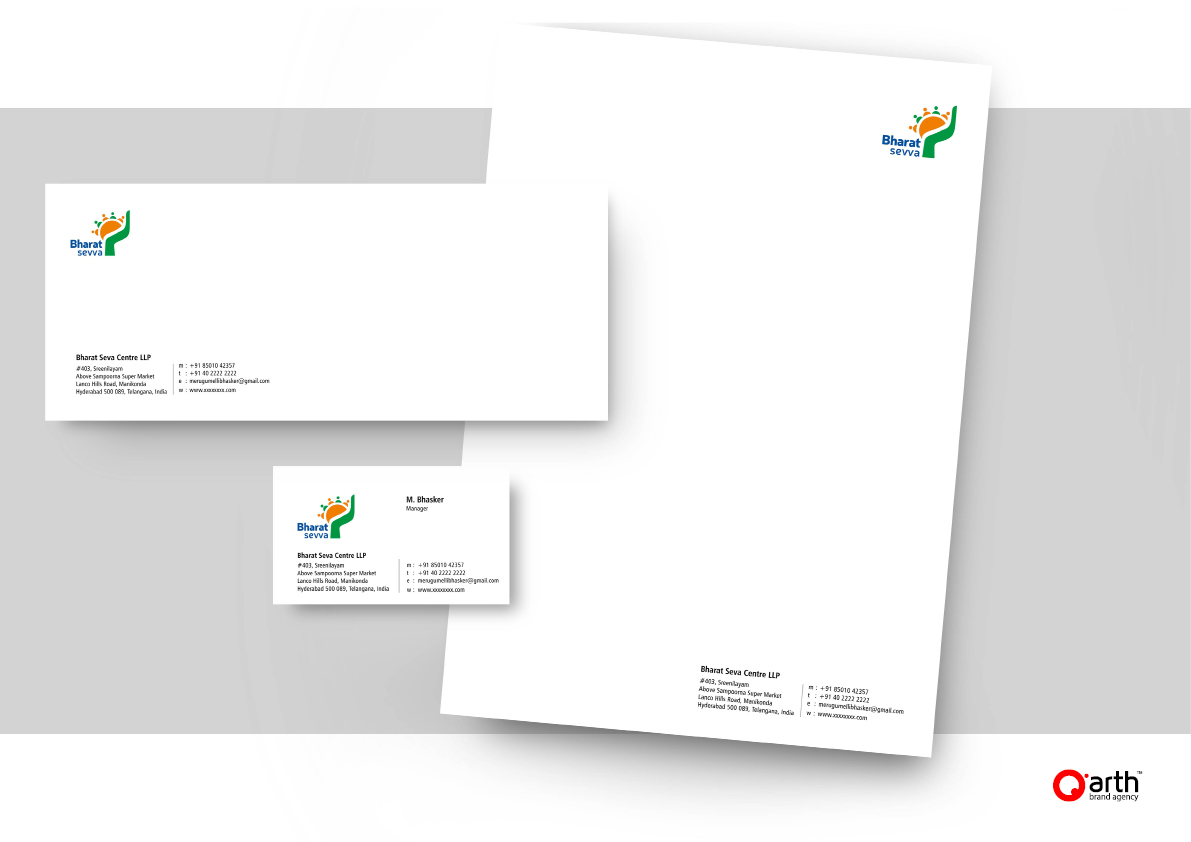 Bharat
sevva
Bharat
sevva
Bharat Seva Centre LLP
#403, Sreenilayam
Above Sampoorna Super Market
Lanco Hills Road, Manikonda
Hyderabad 500 089, Telangana, India
m : +91 85010 42357
t : +91 40 2222 2222
e : merugumellibhasker@gmail.com
w : www.xxxxxxxx.com
Bharat
sevva
M. Bhasker
Manager
Bharat Seva Centre LLP
#403, Sreenilayam
Above Sampoorna Super Market
Lanco Hills Road, Manikonda
Hyderabad 500 089, Telangana, India
m : +91 85010 42357
t : +91 40 2222 2222
e : merugumellibhasker@gmail.com
w : www.xxxxxxxx.com
Bharat Seva Centre LLP
#403, Sreenilayam
Above Sampoorna Super Market
Lanco Hills Road, Manikonda
Hyderabad 500 089, Telangana, India
m : +91 85010 42357
t : +91 40 2222 2222
e : merugumellibhasker@gmail.com
w : www.xxxxxxxx.com
Q'arth™
brand agency